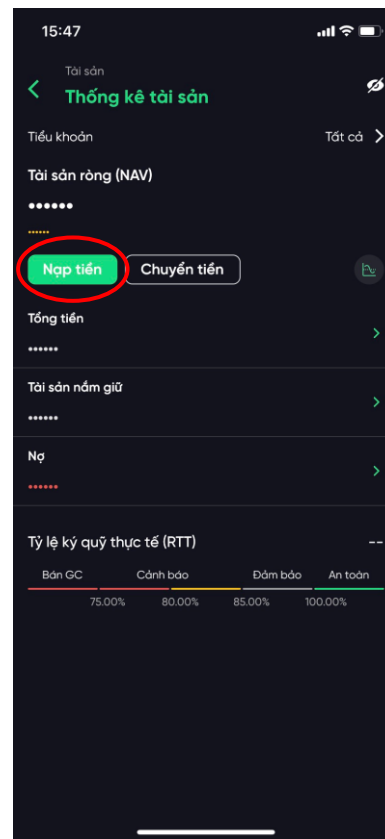 15:47
Tài sản
Thống kê tài sản
Tiểu khoản Tất cả
Tài sản ròng (NAV)
••••••
••••••
Nạp tiền Chuyển tiền
Tổng tiền
••••••
Tài sản nắm giữ
••••••
Nợ
••••••
Tỷ lệ ký quỹ thực tế (RTT) --
Bán GC Cảnh báo Đảm bảo An toàn
75.00% 80.00% 85.00% 100.00%